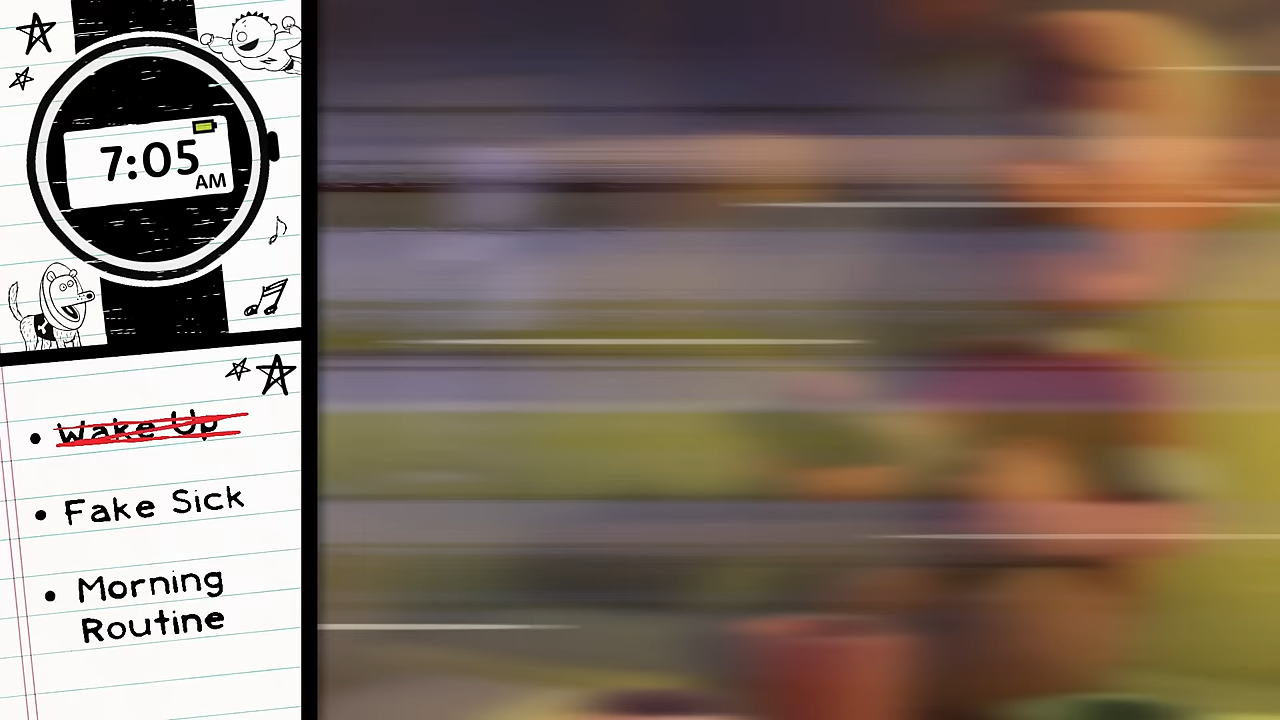 7:05
AM
• Wake Up
• Fake Sick
• Morning
Routine